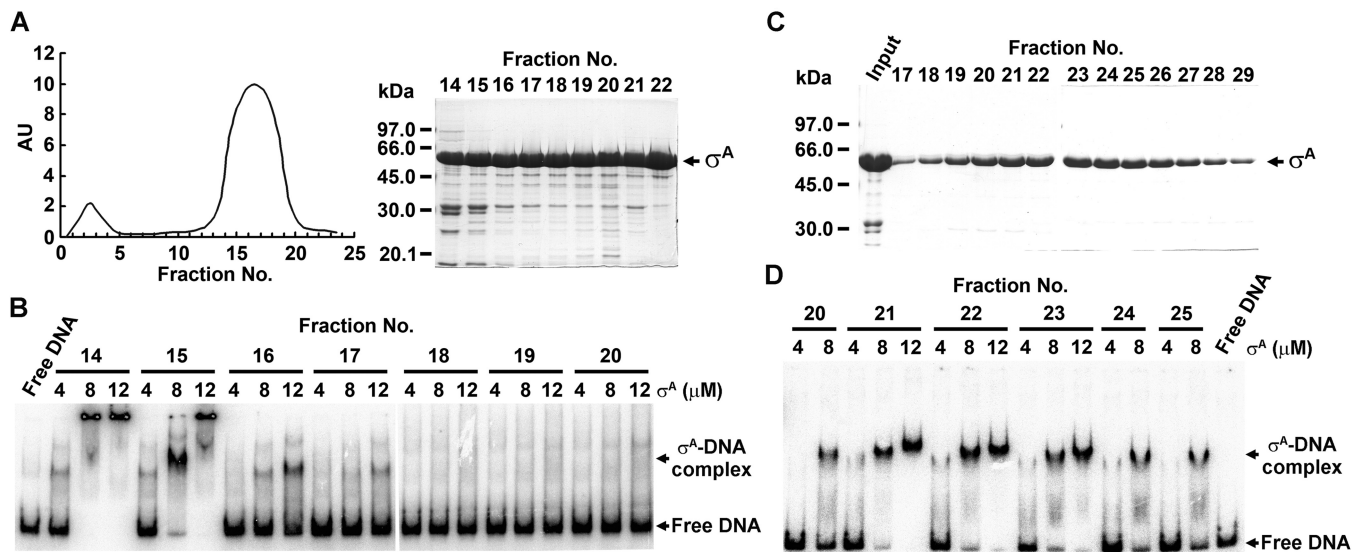 A
12
10
8
6
4
2
0
AU
0 5 10 15 20 25
Fraction No.
Fraction No.
kDa 14 15 16 17 18 19 20 21 22
97.0
66.0
45.0
30.0
20.1
σA
B
Free DNA
Fraction No.
14 15 16 17 18 19 20
4 8 12 4 8 12 4 8 12 4 8 12 4 8 12 4 8 12 4 8 12 σA (μM)
σA-DNA
complex
Free DNA
C
Fraction No.
kDa Input 17 18 19 20 21 22 23 24 25 26 27 28 29
97.0
66.0
45.0
30.0
σA
D
Fraction No.
20 21 22 23 24 25 Free DNA
4 8 4 8 12 4 8 12 4 8 12 4 8 4 8 σA (μM)
σA-DNA
complex
Free DNA